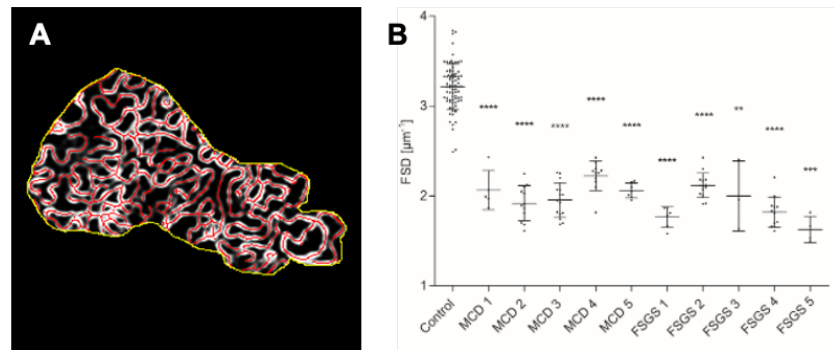 A
B
4
3
2
1
FSD [µm⁻¹]
****
****
****
****
****
****
****
**
****
***
Control
MCD 1
MCD 2
MCD 3
MCD 4
MCD 5
FSGS 1
FSGS 2
FSGS 3
FSGS 4
FSGS 5